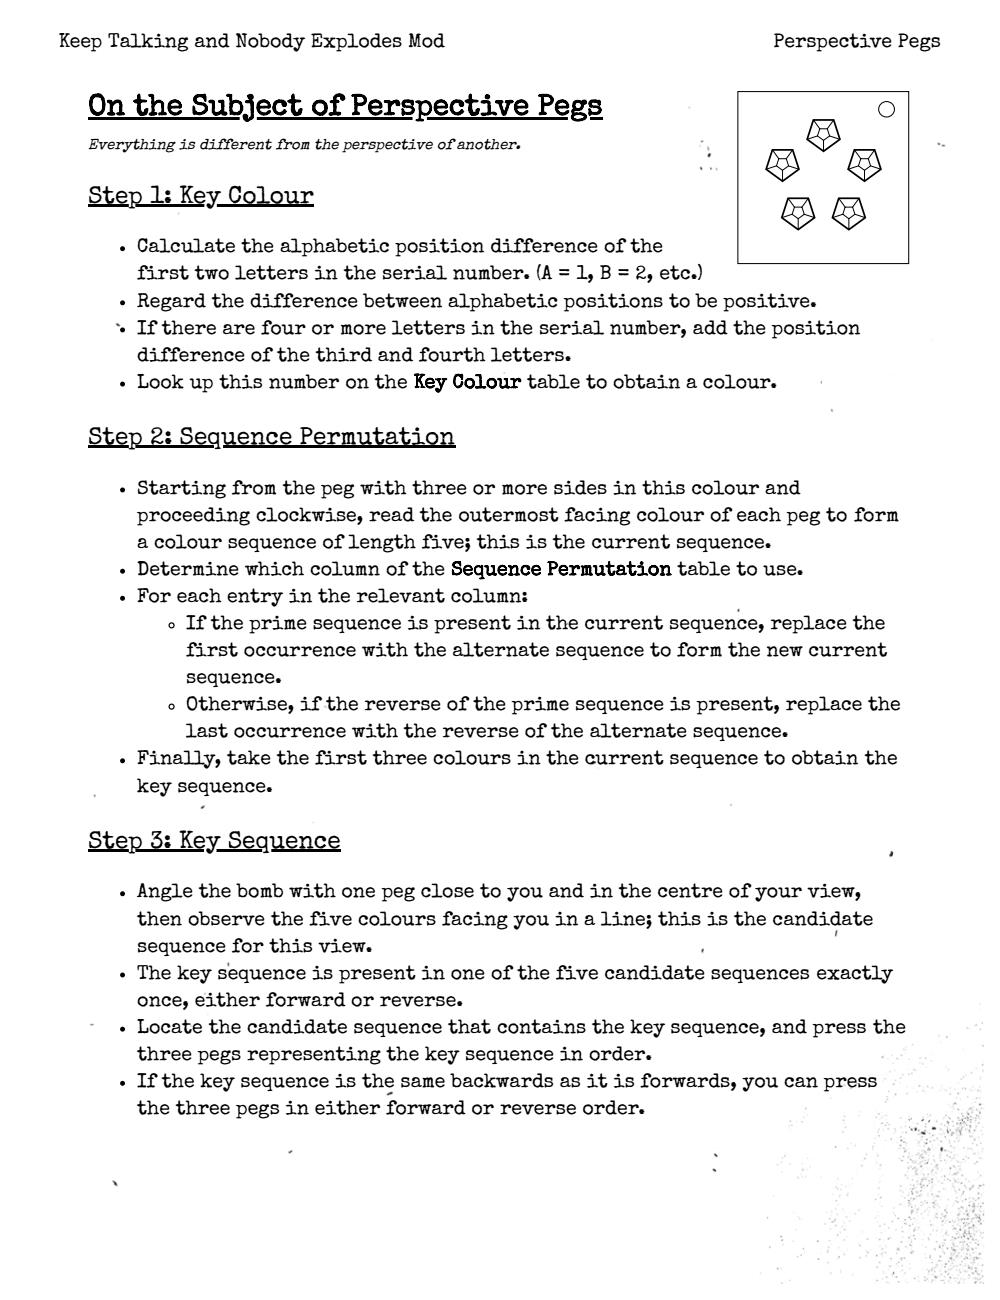 Keep Talking and Nobody Explodes Mod
Perspective Pegs
On the Subject of Perspective Pegs
Everything is different from the perspective of another.
Step 1: Key Colour
• Calculate the alphabetic position difference of the
first two letters in the serial number. (A = 1, B = 2, etc.)
• Regard the difference between alphabetic positions to be positive.
• If there are four or more letters in the serial number, add the position
difference of the third and fourth letters.
• Look up this number on the Key Colour table to obtain a colour.
Step 2: Sequence Permutation
• Starting from the peg with three or more sides in this colour and
proceeding clockwise, read the outermost facing colour of each peg to form
a colour sequence of length five; this is the current sequence.
• Determine which column of the Sequence Permutation table to use.
• For each entry in the relevant column:
◦ If the prime sequence is present in the current sequence, replace the
first occurrence with the alternate sequence to form the new current
sequence.
◦ Otherwise, if the reverse of the prime sequence is present, replace the
last occurrence with the reverse of the alternate sequence.
• Finally, take the first three colours in the current sequence to obtain the
key sequence.
Step 3: Key Sequence
• Angle the bomb with one peg close to you and in the centre of your view,
then observe the five colours facing you in a line; this is the candidate
sequence for this view.
• The key sequence is present in one of the five candidate sequences exactly
once, either forward or reverse.
• Locate the candidate sequence that contains the key sequence, and press the
three pegs representing the key sequence in order.
• If the key sequence is the same backwards as it is forwards, you can press
the three pegs in either forward or reverse order.